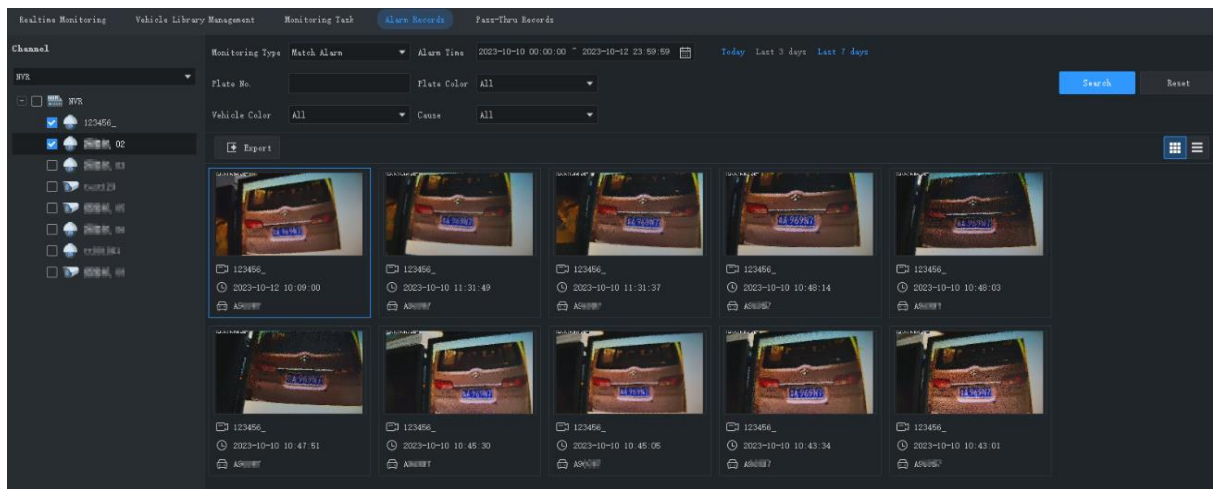 Realtime Monitoring Vehicle Library Management Monitoring Task Alarm Records Pass-Thru Records
Channel
NVR
NVR
123456_
02
03
05
Monitoring Type Match Alarm Alarm Time 2023-10-10 00:00:00 ~ 2023-10-12 23:59:59 Today Last 3 days Last 7 days
Plate No. Plate Color All Search Reset
Vehicle Color All Cause All
Export
123456_ 123456_ 123456_ 123456_ 123456_
2023-10-12 10:09:00 2023-10-10 11:31:49 2023-10-10 11:31:37 2023-10-10 10:48:14 2023-10-10 10:48:03
123456_ 123456_ 123456_ 123456_ 123456_
2023-10-10 10:47:51 2023-10-10 10:45:30 2023-10-10 10:45:05 2023-10-10 10:43:34 2023-10-10 10:43:01